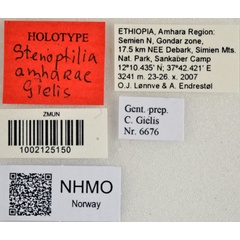 HOLOTYPE
Stenoptilia
amharae
Gielis
ETHIOPIA, Amhara Region:
Semien N, Gondar zone,
17.5 km NEE Debark, Simien Mts.
Nat. Park, Sankaber Camp
12°10.435' N; 37°42.421' E
3241 m. 23-26. x. 2007
O.J. Lønnve & A. Endrestøl
Gent. prep.
C. Gielis
Nr. 6676
ZMUN
1002125150
NHMO
Norway